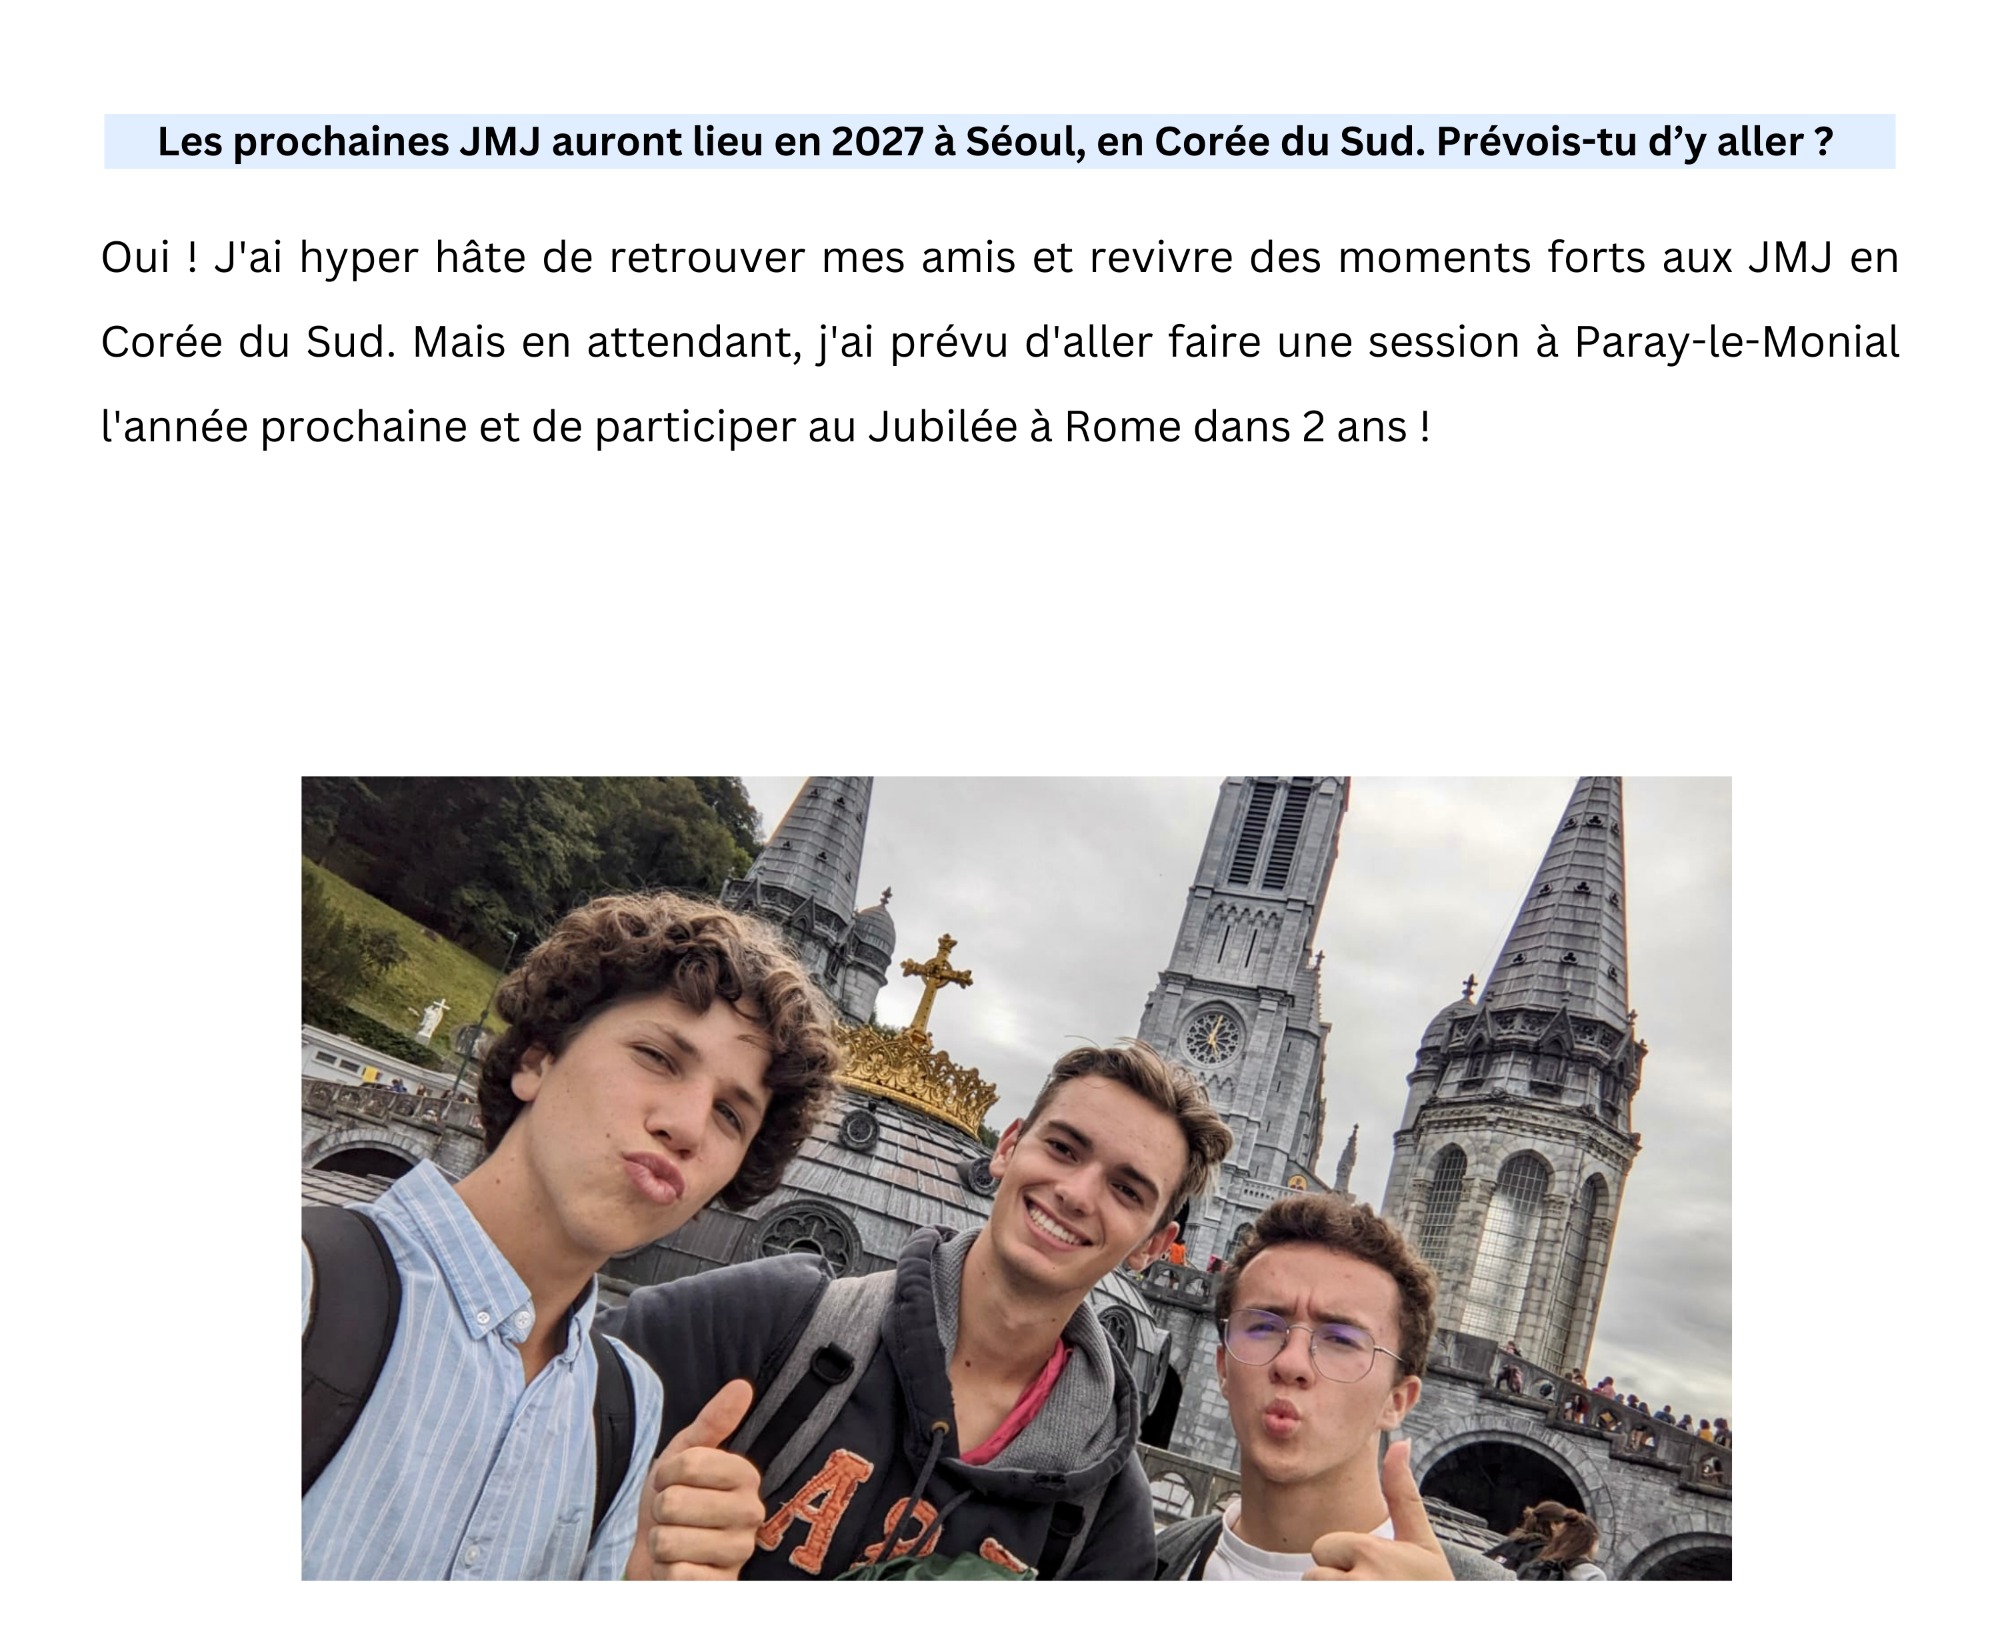 Les prochaines JMJ auront lieu en 2027 à Séoul, en Corée du Sud. Prévois-tu d’y aller ?
Oui ! J'ai hyper hâte de retrouver mes amis et revivre des moments forts aux JMJ en
Corée du Sud. Mais en attendant, j'ai prévu d'aller faire une session à Paray-le-Monial
l'année prochaine et de participer au Jubilée à Rome dans 2 ans !